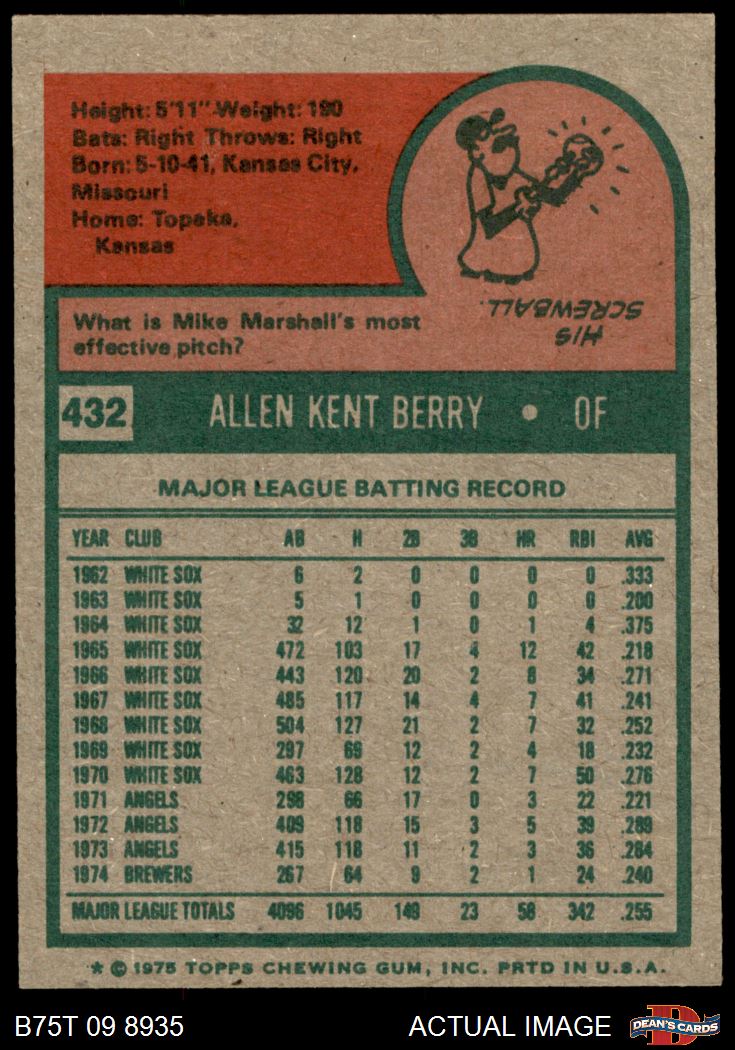 Height: 5'11" Weight: 190
Bats: Right Throws: Right
Born: 5-10-41, Kansas City,
Missouri
Home: Topeka,
Kansas
What is Mike Marshall's most
effective pitch?
HIS
SCREWBALL.
432 ALLEN KENT BERRY • OF
MAJOR LEAGUE BATTING RECORD
YEAR CLUB AB H 2B 3B HR RBI AVG
1962 WHITE SOX 6 2 0 0 0 0 .333
1963 WHITE SOX 5 1 0 0 0 0 .200
1964 WHITE SOX 32 12 1 0 1 4 .375
1965 WHITE SOX 472 103 17 4 12 42 .218
1966 WHITE SOX 443 120 20 2 8 34 .271
1967 WHITE SOX 485 117 14 4 7 41 .241
1968 WHITE SOX 504 127 21 2 7 32 .252
1969 WHITE SOX 297 69 12 2 4 18 .232
1970 WHITE SOX 463 128 12 2 7 50 .276
1971 ANGELS 298 66 17 0 3 22 .221
1972 ANGELS 409 118 15 3 5 39 .289
1973 ANGELS 415 118 11 2 3 36 .284
1974 BREWERS 267 64 9 2 1 24 .240
MAJOR LEAGUE TOTALS 4096 1045 149 23 58 342 .255
* © 1975 TOPPS CHEWING GUM, INC. PRTD IN U.S.A.
B75T 09 8935 ACTUAL IMAGE D DEAN'S CARDS